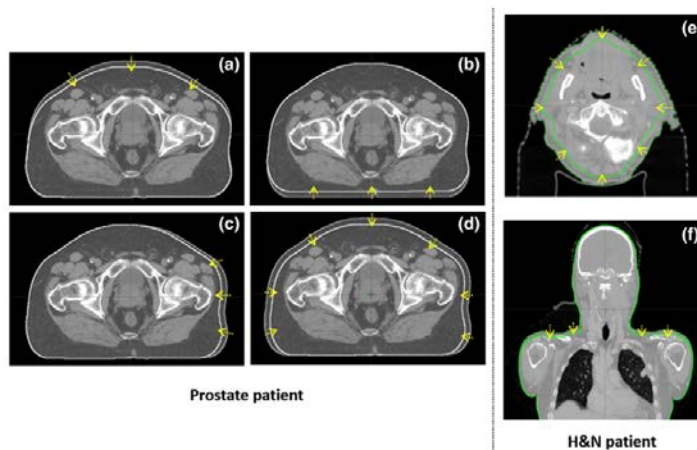 (a)
(b)
(c)
(d)
Prostate patient
(e)
(f)
H&N patient